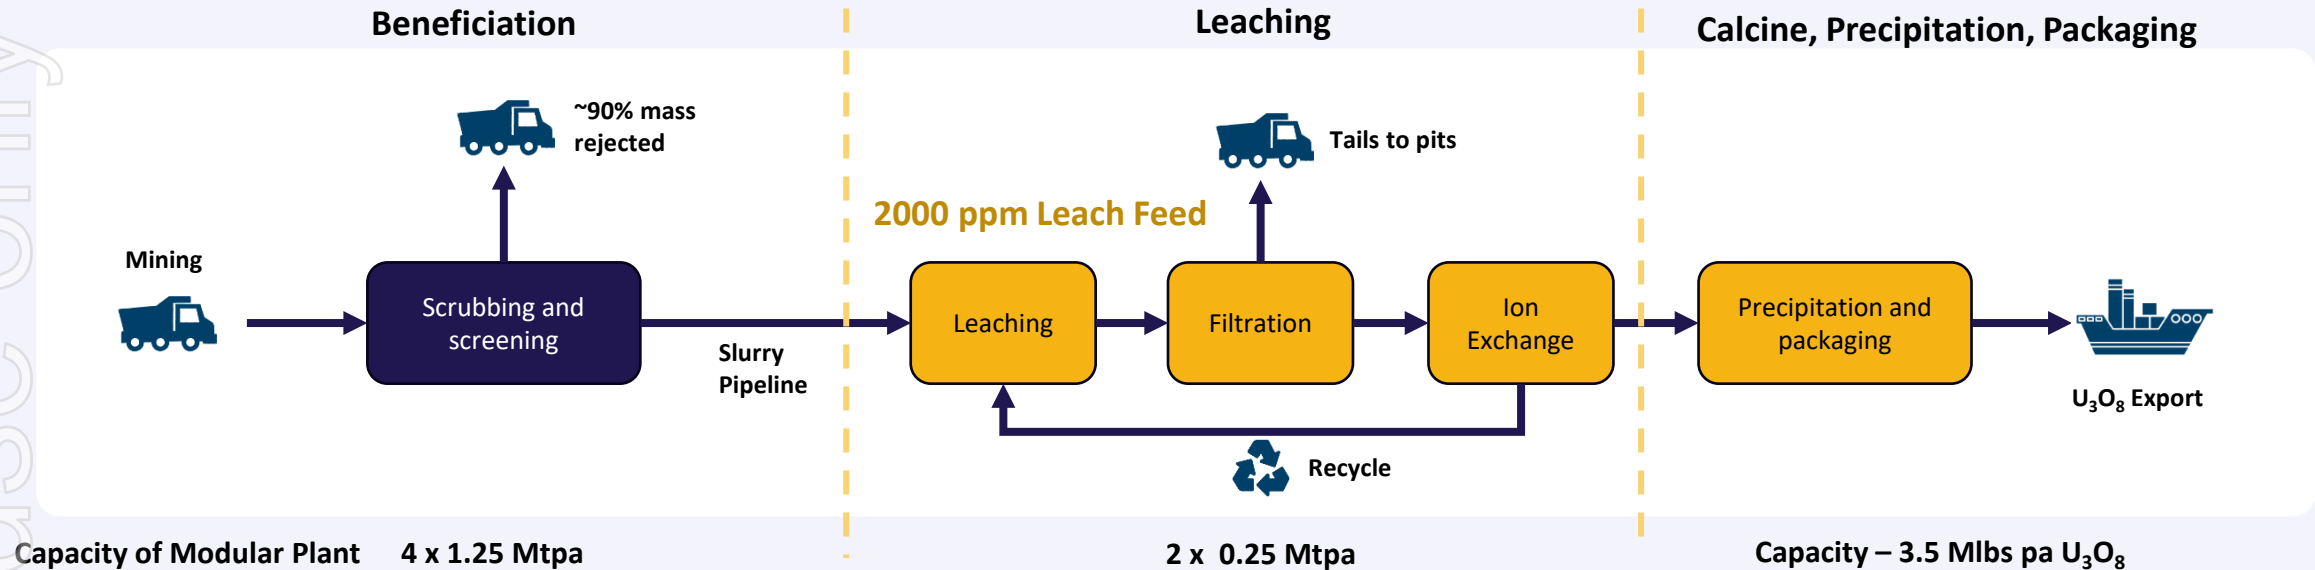 Beneficiation
Leaching
Calcine, Precipitation, Packaging
~90% mass
rejected
Tails to pits
2000 ppm Leach Feed
Mining
Scrubbing and
screening
Slurry
Pipeline
Leaching
Filtration
Ion
Exchange
Precipitation and
packaging
U₃O₈ Export
Recycle
Capacity of Modular Plant 4 x 1.25 Mtpa
2 x 0.25 Mtpa
Capacity – 3.5 Mlbs pa U₃O₈